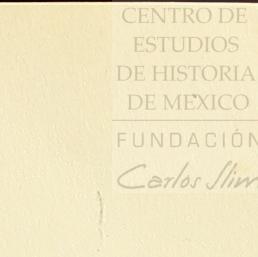 CENTRO DE
ESTUDIOS
DE HISTORIA
DE MEXICO
FUNDACIÓN
Carlos Slim